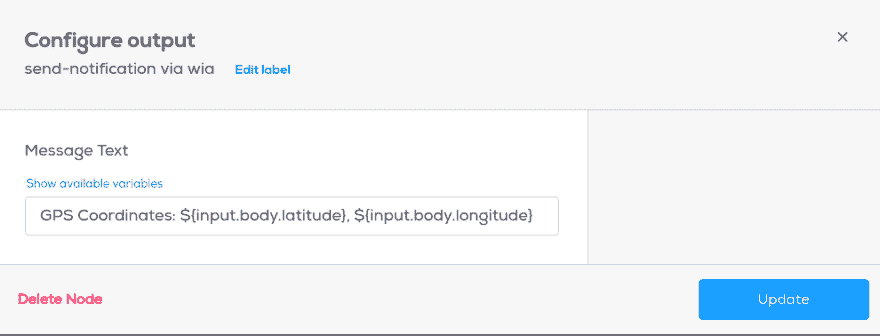 Configure output
×
send-notification via wia Edit label
Message Text
Show available variables
GPS Coordinates: ${input.body.latitude}, ${input.body.longitude}
Delete Node
Update